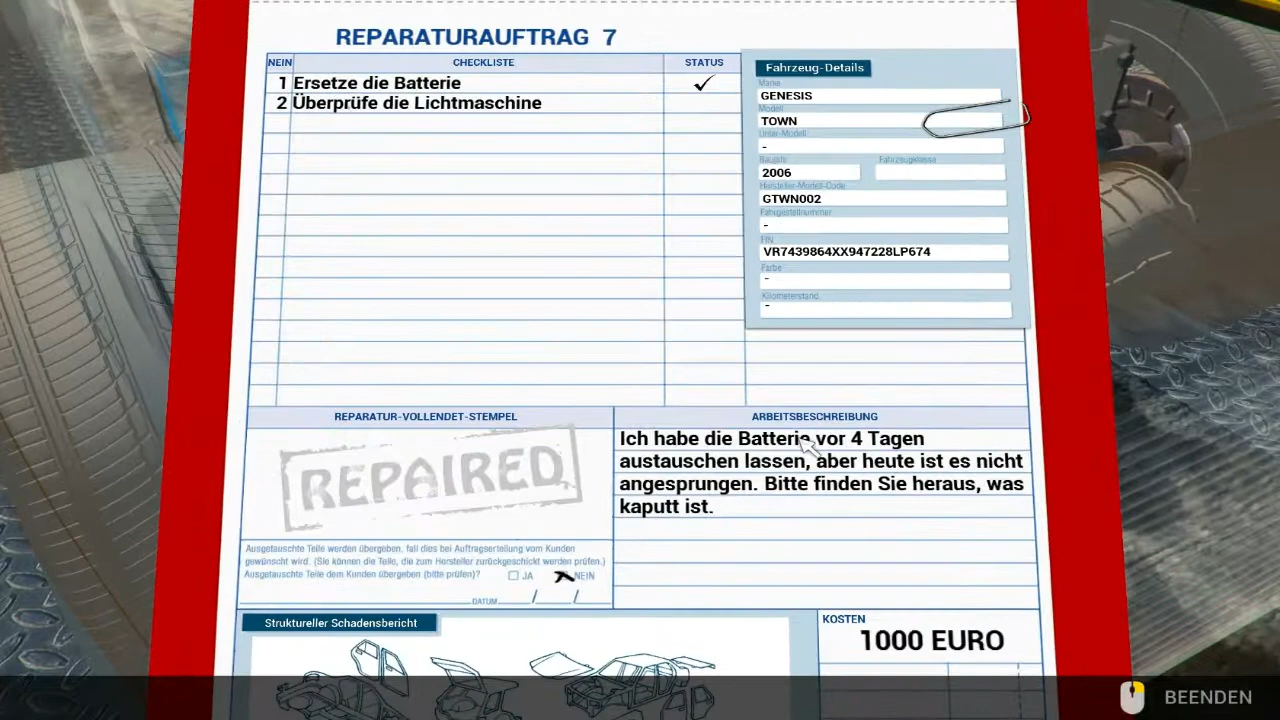 REPARATURAUFTRAG 7
NEIN CHECKLISTE STATUS
1 Ersetze die Batterie
2 Überprüfe die Lichtmaschine
Fahrzeug-Details
Marke
GENESIS
Modell
TOWN
Unter-Modell
-
Baujahr Fahrzeugklasse
2006
Hersteller-Modell-Code
GTWN002
Fahrgestellnummer
-
FIN
VR7439864XX947228LP674
Farbe
-
Kilometerstand
-
REPARATUR-VOLLENDET-STEMPEL
REPAIRED
Ausgetauschte Teile werden übergeben, fall dies bei Auftragserteilung vom Kunden
gewünscht wird. (Sie können die Teile, die zum Hersteller zurückgeschickt werden prüfen.)
Ausgetauschte Teile dem Kunden übergeben (bitte prüfen)? JA NEIN
DATUM / /
ARBEITSBESCHREIBUNG
Ich habe die Batterie vor 4 Tagen
austauschen lassen, aber heute ist es nicht
angesprungen. Bitte finden Sie heraus, was
kaputt ist.
Struktureller Schadensbericht
KOSTEN
1000 EURO
BEENDEN